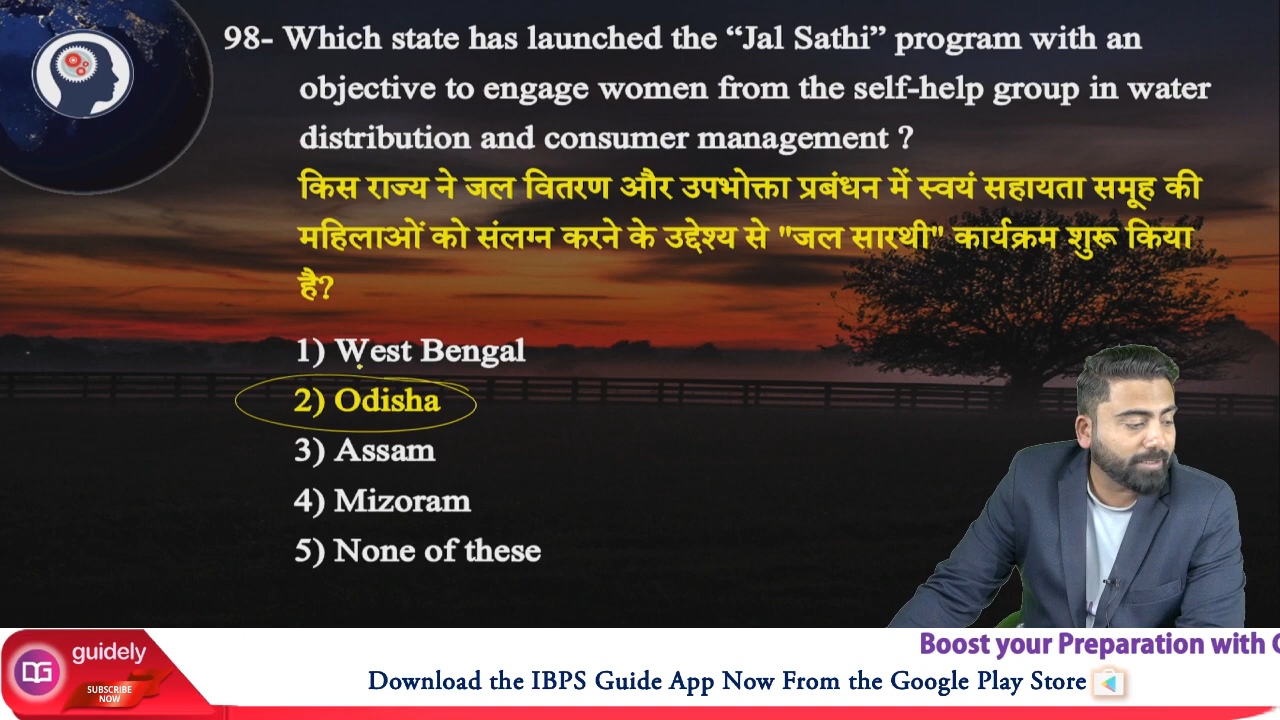 98- Which state has launched the “Jal Sathi” program with an
objective to engage women from the self-help group in water
distribution and consumer management ?
किस राज्य ने जल वितरण और उपभोक्ता प्रबंधन में स्वयं सहायता समूह की
महिलाओं को संलग्न करने के उद्देश्य से "जल सारथी" कार्यक्रम शुरू किया
है?
1) West Bengal
2) Odisha
3) Assam
4) Mizoram
5) None of these
guidely
SUBSCRIBE
NOW
Boost your Preparation with
Download the IBPS Guide App Now From the Google Play Store